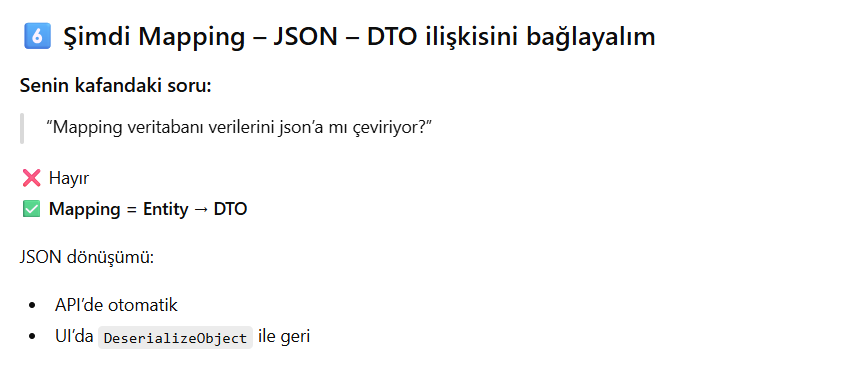 6 Şimdi Mapping – JSON – DTO ilişkisini bağlayalım
Senin kafandaki soru:
“Mapping veritabanı verilerini json’a mı çeviriyor?”
❌ Hayır
✅ Mapping = Entity → DTO
JSON dönüşümü:
• API’de otomatik
• UI’da DeserializeObject ile geri